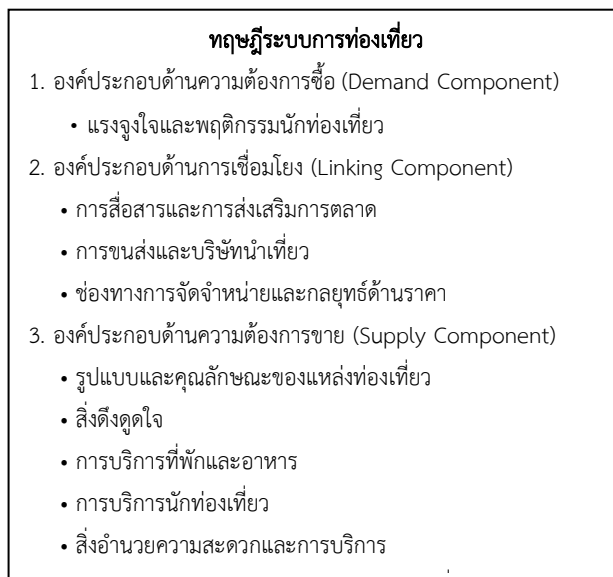 ทฤษฎีระบบการท่องเที่ยว
1. องค์ประกอบด้านความต้องการซื้อ (Demand Component)
• แรงจูงใจและพฤติกรรมนักท่องเที่ยว
2. องค์ประกอบด้านการเชื่อมโยง (Linking Component)
• การสื่อสารและการส่งเสริมการตลาด
• การขนส่งและบริษัทนำเที่ยว
• ช่องทางการจัดจำหน่ายและกลยุทธ์ด้านราคา
3. องค์ประกอบด้านความต้องการขาย (Supply Component)
• รูปแบบและคุณลักษณะของแหล่งท่องเที่ยว
• สิ่งดึงดูดใจ
• การบริการที่พักและอาหาร
• การบริการนักท่องเที่ยว
• สิ่งอำนวยความสะดวกและการบริการ